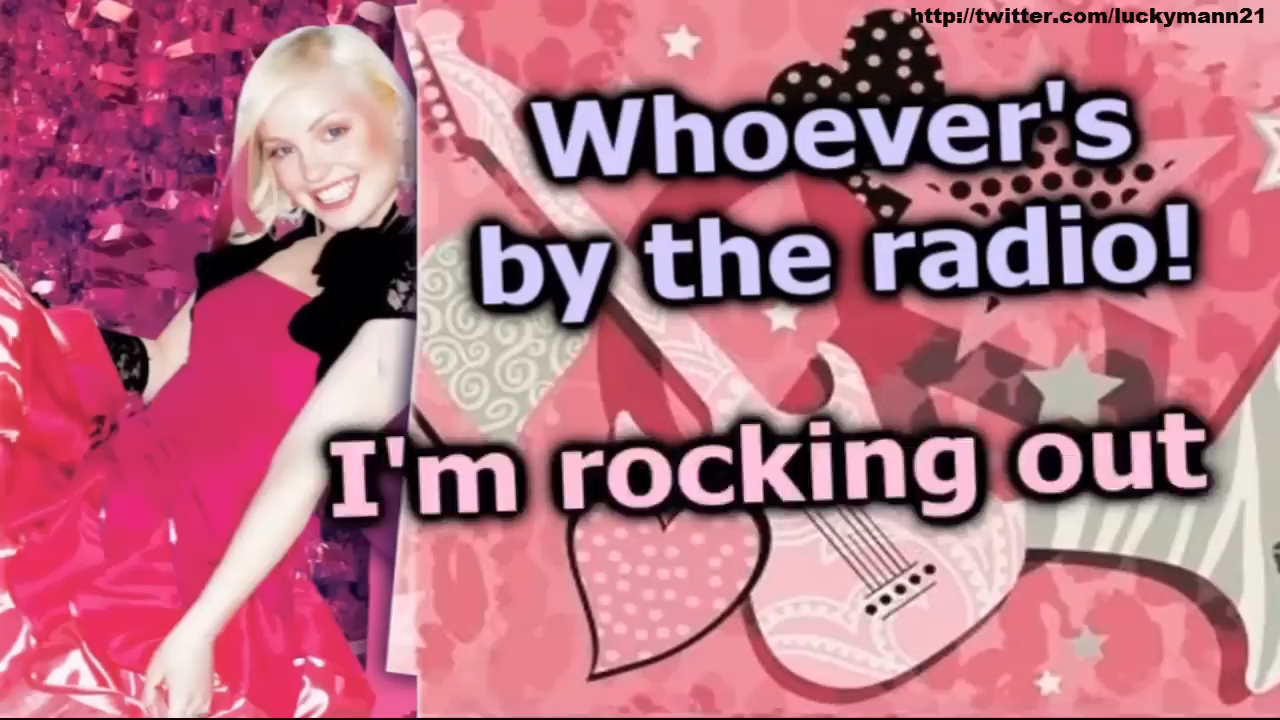 http://twitter.com/luckymann21
Whoever's
by the radio!
I'm rocking out